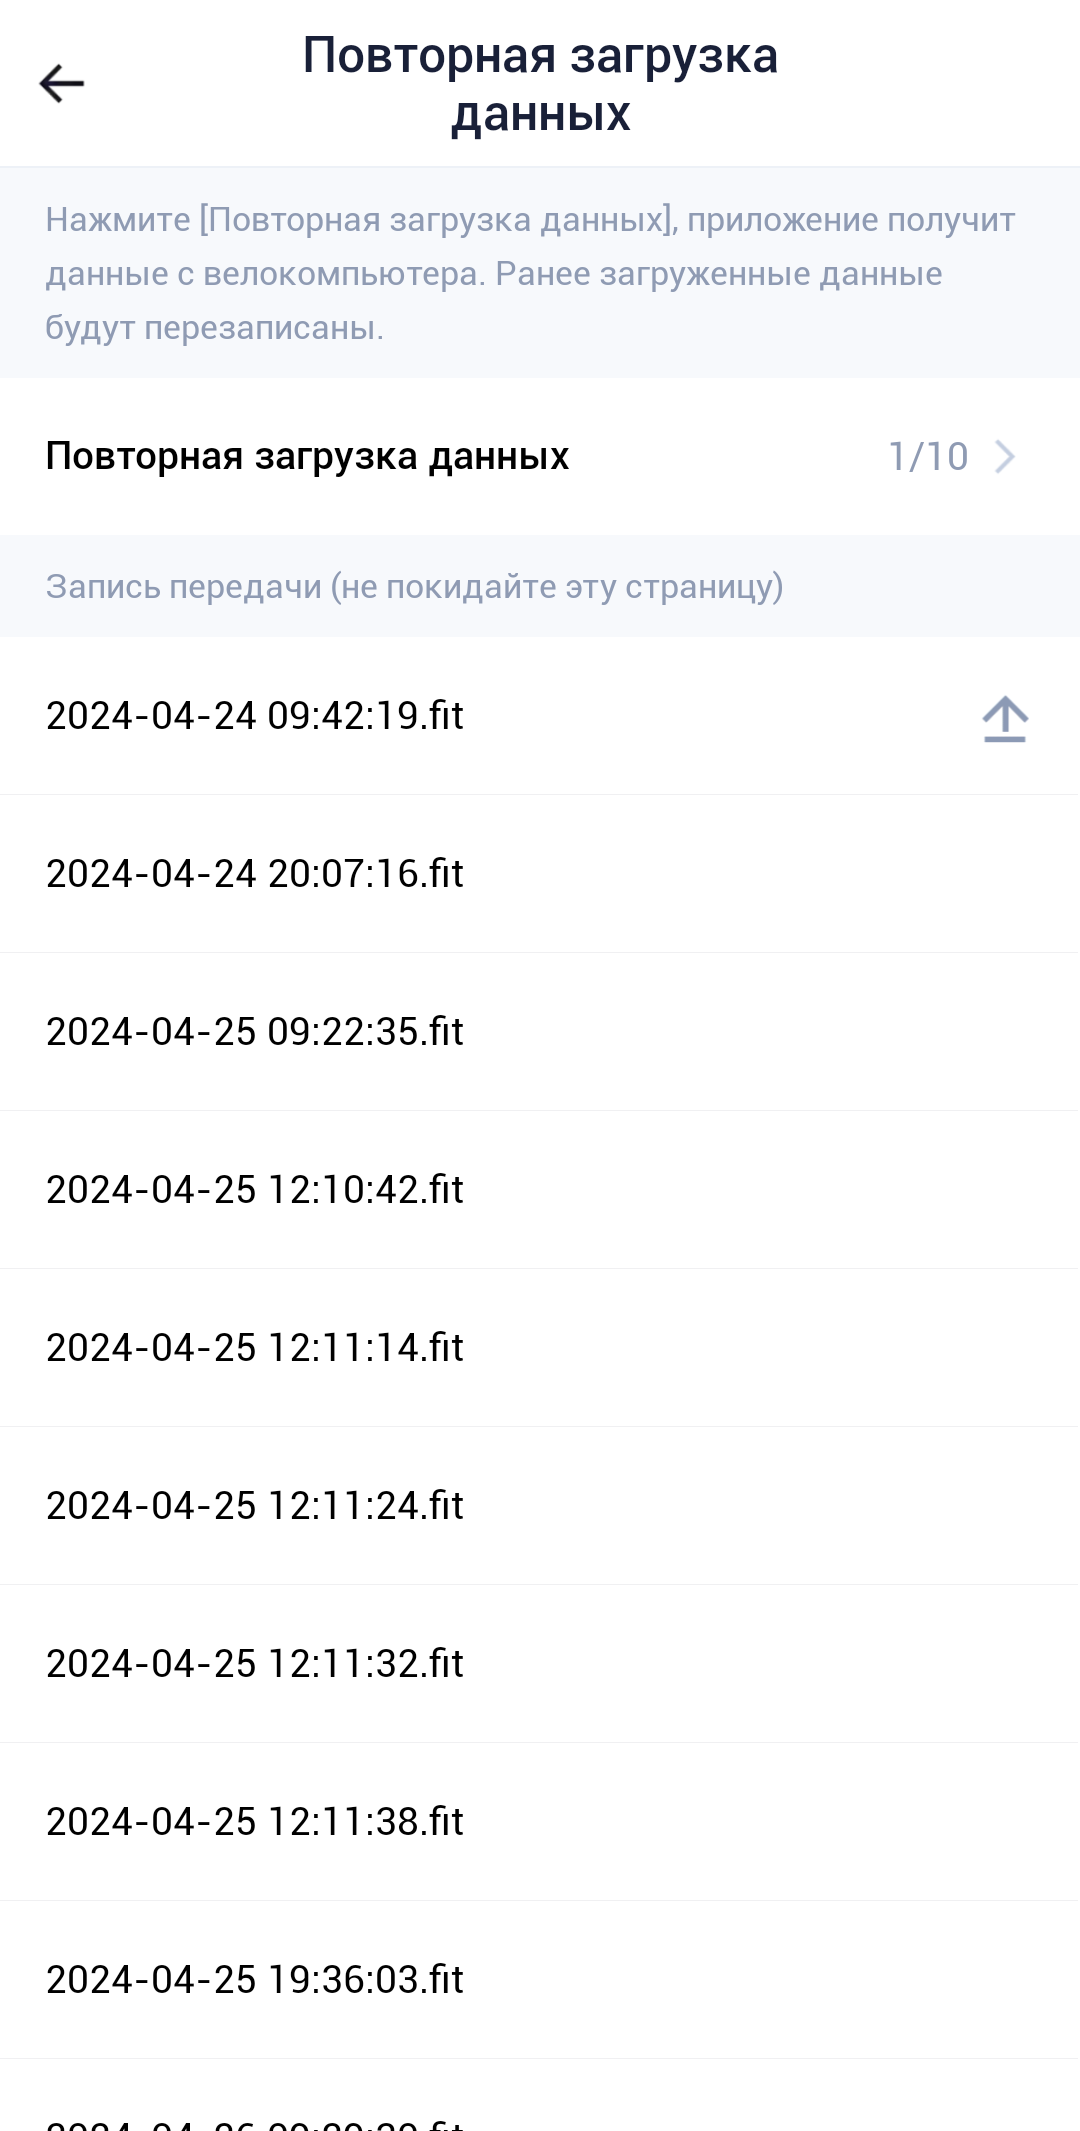 Повторная загрузка
данных
Нажмите [Повторная загрузка данных], приложение получит
данные с велокомпьютера. Ранее загруженные данные
будут перезаписаны.
Повторная загрузка данных 1/10
Запись передачи (не покидайте эту страницу)
2024-04-24 09:42:19.fit
2024-04-24 20:07:16.fit
2024-04-25 09:22:35.fit
2024-04-25 12:10:42.fit
2024-04-25 12:11:14.fit
2024-04-25 12:11:24.fit
2024-04-25 12:11:32.fit
2024-04-25 12:11:38.fit
2024-04-25 19:36:03.fit